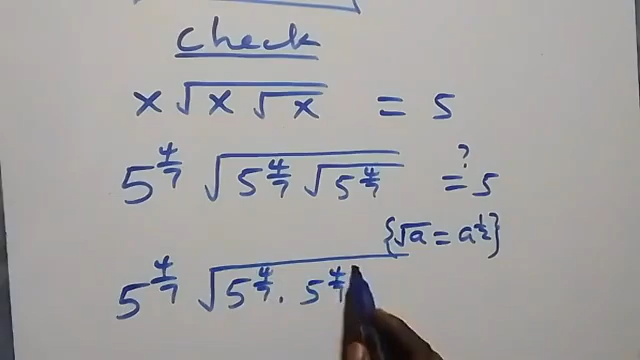 Check
x√(x√x) = 5
5^(4/7) √(5^(4/7) √(5^(4/7))) ?= 5
{√a = a^(1/2)}
5^(4/7) √(5^(4/7) · 5^(4/7)